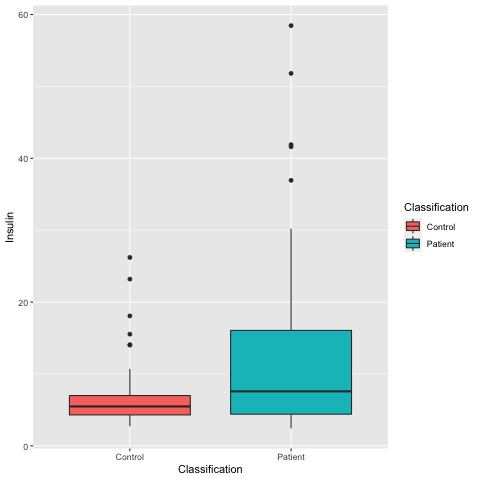 60
40
20
0
Insulin
Control
Patient
Classification
Classification
Control
Patient